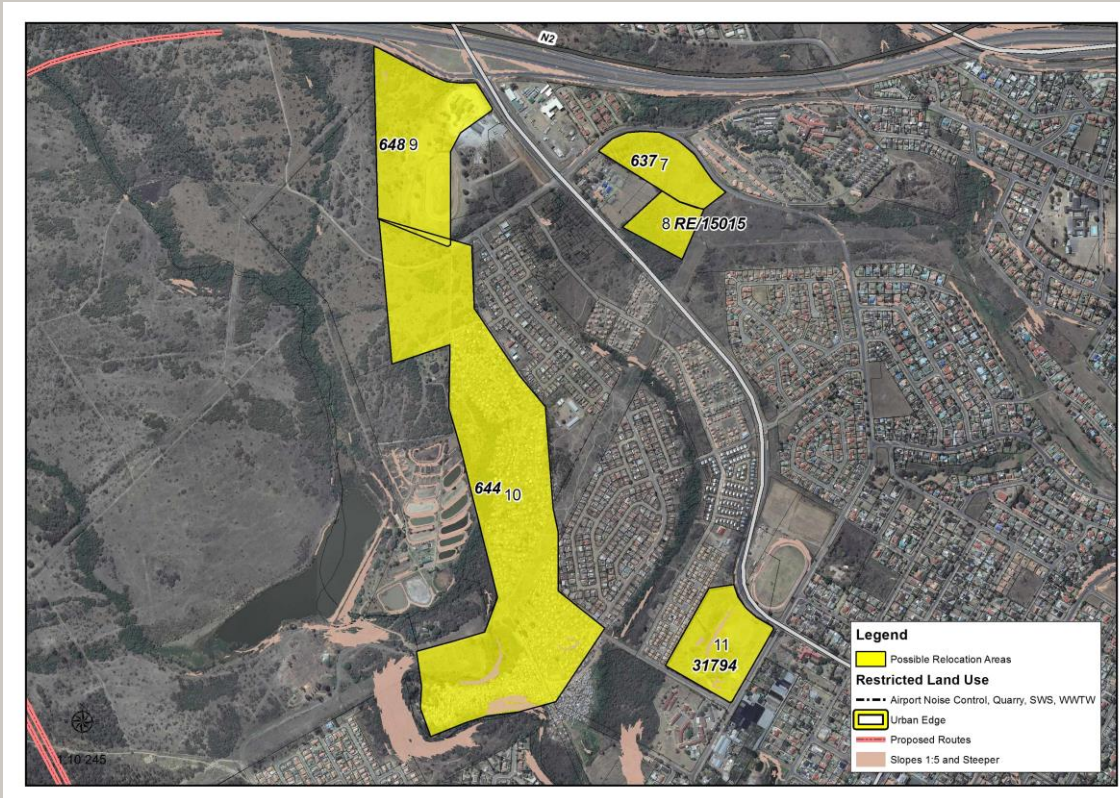 N2
648 9
637 7
8 RE/15015
644 10
11
31794
1:10 245
Legend
Possible Relocation Areas
Restricted Land Use
Airport Noise Control, Quarry, SWS, WWTW
Urban Edge
Proposed Routes
Slopes 1:5 and Steeper